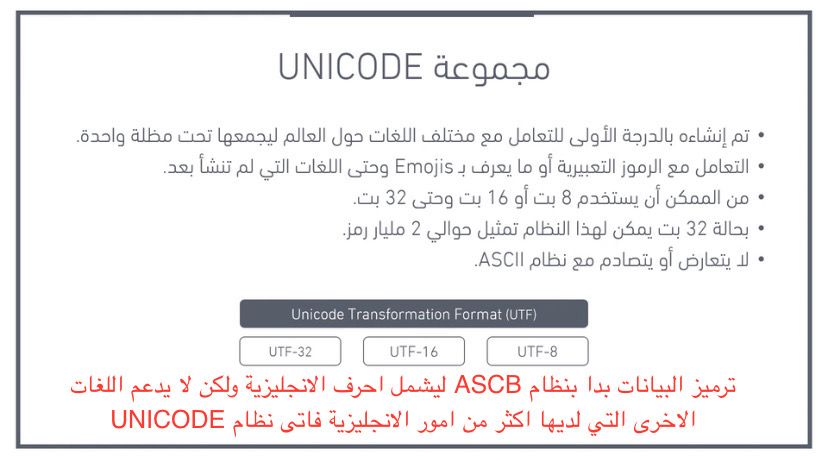 مجموعة UNICODE
• تم إنشاءه بالدرجة الأولى للتعامل مع مختلف اللغات حول العالم ليجمعها تحت مظلة واحدة.
• التعامل مع الرموز التعبيرية أو ما يعرف بـ Emojis وحتى اللغات التي لم تنشأ بعد.
• من الممكن أن يستخدم 8 بت أو 16 بت وحتى 32 بت.
• بحالة 32 بت يمكن لهذا النظام تمثيل حوالي 2 مليار رمز.
• لا يتعارض أو يتصادم مع نظام ASCII.
Unicode Transformation Format (UTF)
UTF-32 UTF-16 UTF-8
ترميز البيانات بدا بنظام ASCB ليشمل احرف الانجليزية ولكن لا يدعم اللغات
الاخرى التي لديها اكثر من امور الانجليزية فاتى نظام UNICODE